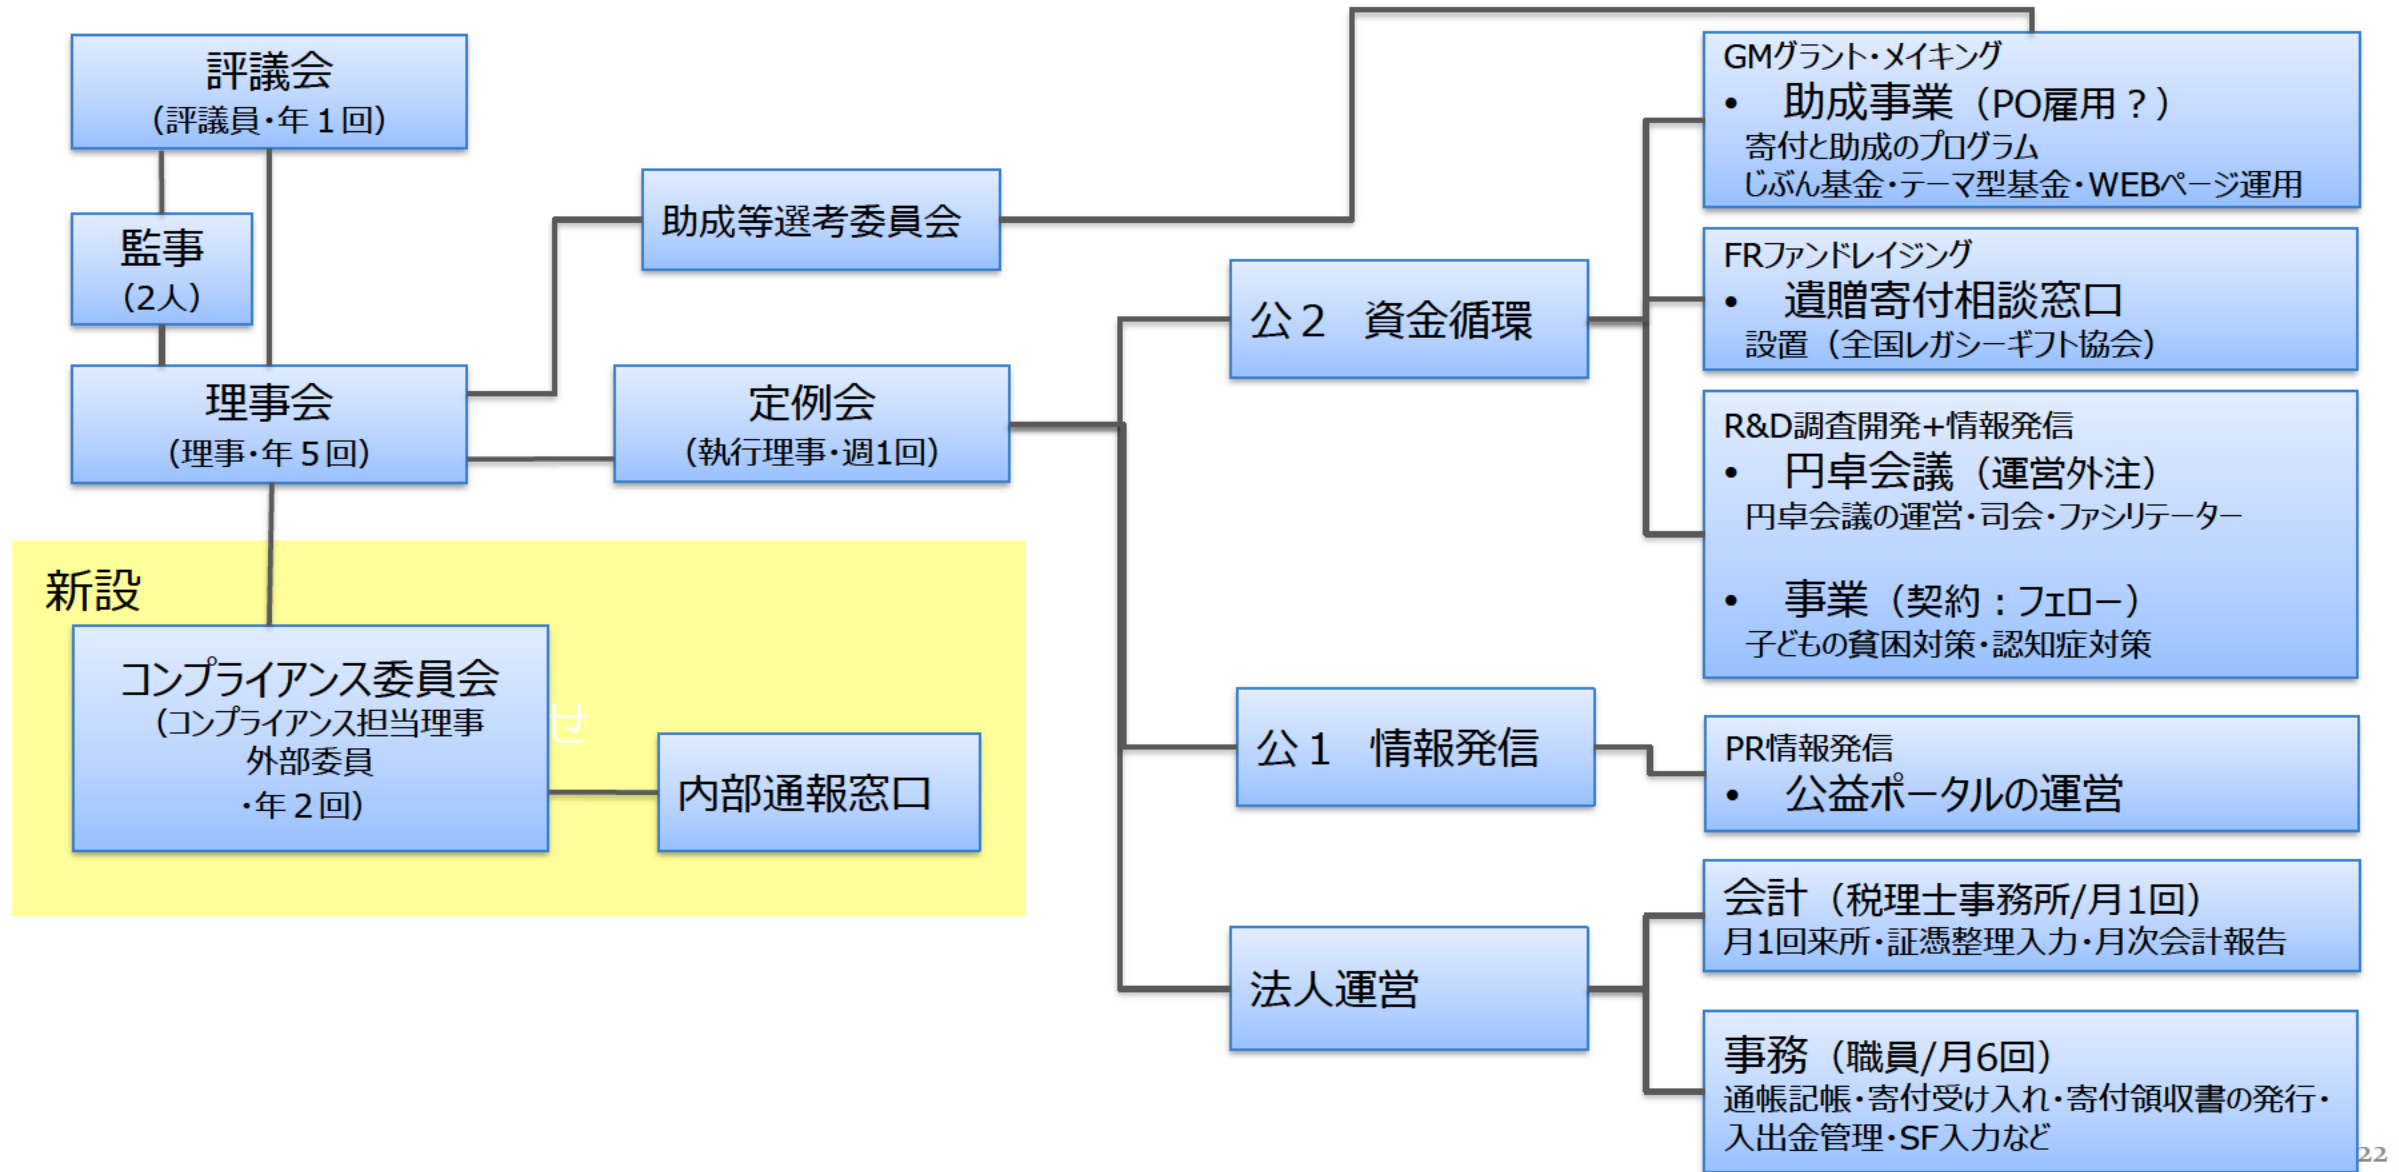 評議会
（評議員・年１回）
監事
（2人）
理事会
（理事・年５回）
助成等選考委員会
定例会
（執行理事・週1回）
新設
コンプライアンス委員会
（コンプライアンス担当理事
外部委員
・年２回）
せ
内部通報窓口
公２　資金循環
公１　情報発信
法人運営
GMグラント・メイキング
• 助成事業（PO雇用？）
寄付と助成のプログラム
じぶん基金・テーマ型基金・WEBページ運用
FRファンドレイジング
• 遺贈寄付相談窓口
設置（全国レガシーギフト協会）
R&D調査開発+情報発信
• 円卓会議（運営外注）
円卓会議の運営・司会・ファシリテーター
• 事業（契約：フェロー）
子どもの貧困対策・認知症対策
PR情報発信
• 公益ポータルの運営
会計（税理士事務所/月1回）
月1回来所・証憑整理入力・月次会計報告
事務（職員/月6回）
通帳記帳・寄付受け入れ・寄付領収書の発行・
入出金管理・SF入力など
22